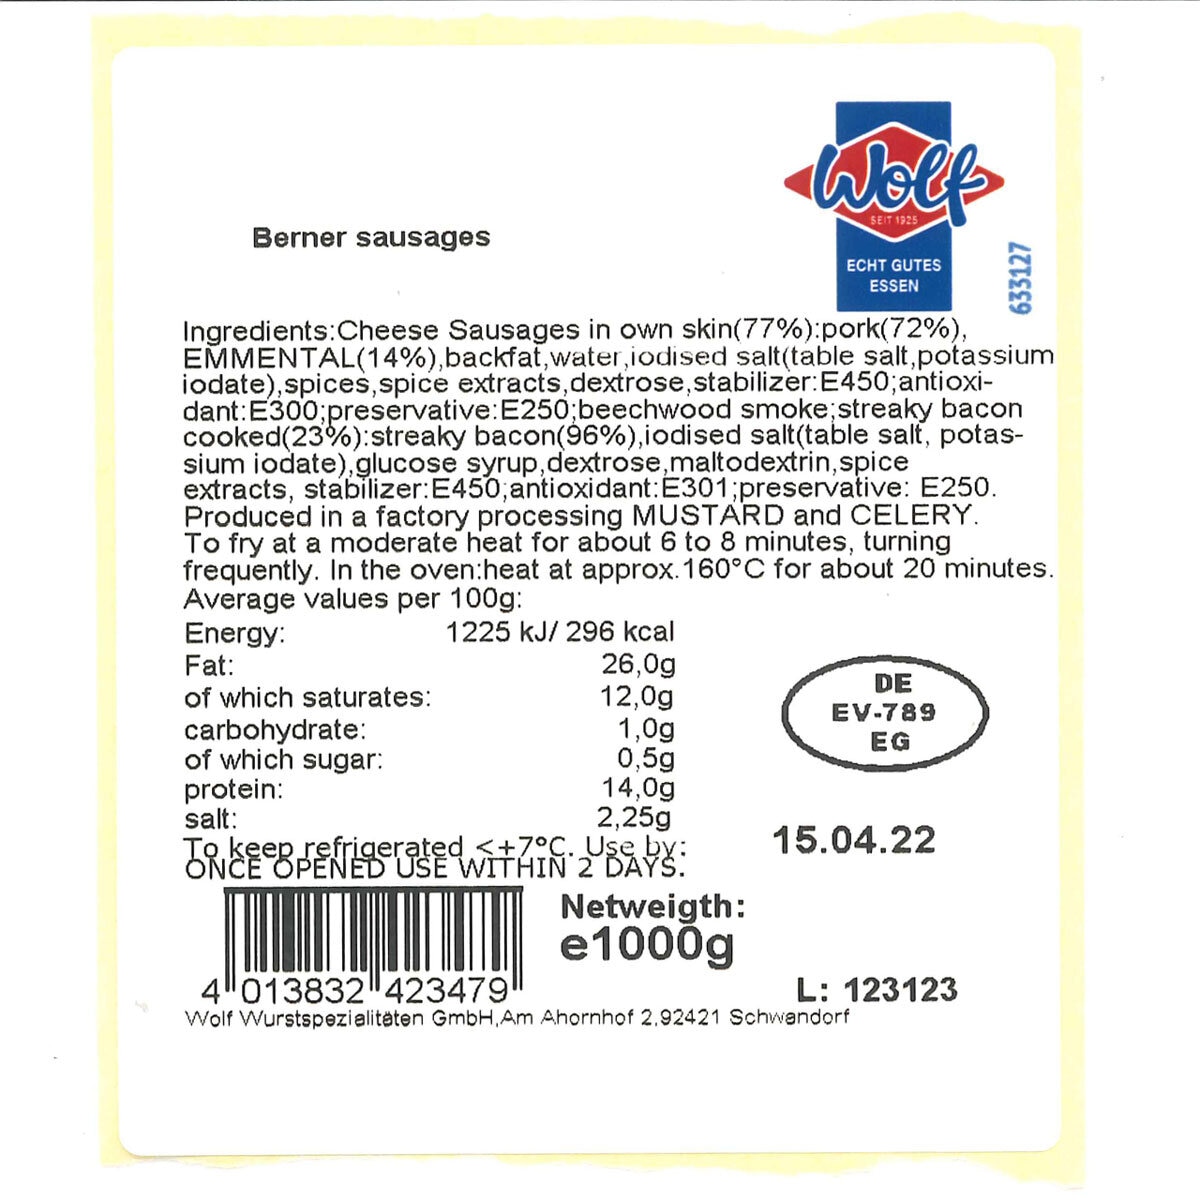 Wolf
SEIT 1925
ECHT GUTES
ESSEN
633127
Berner sausages
Ingredients:Cheese Sausages in own skin(77%):pork(72%),
EMMENTAL(14%),backfat,water,iodised salt(table salt,potassium
iodate),spices,spice extracts,dextrose,stabilizer:E450;antioxi-
dant:E300;preservative:E250;beechwood smoke;streaky bacon
cooked(23%):streaky bacon(96%),iodised salt(table salt, potas-
sium iodate),glucose syrup,dextrose,maltodextrin,spice
extracts, stabilizer:E450;antioxidant:E301;preservative: E250.
Produced in a factory processing MUSTARD and CELERY.
To fry at a moderate heat for about 6 to 8 minutes, turning
frequently. In the oven:heat at approx.160°C for about 20 minutes.
Average values per 100g:
Energy: 1225 kJ/ 296 kcal
Fat: 26,0g
of which saturates: 12,0g
carbohydrate: 1,0g
of which sugar: 0,5g
protein: 14,0g
salt: 2,25g
DE
EV-789
EG
To keep refrigerated <+7°C. Use by: 15.04.22
ONCE OPENED USE WITHIN 2 DAYS.
Netweigth:
e1000g
4 013832 423479
L: 123123
Wolf Wurstspezialitäten GmbH,Am Ahornhof 2,92421 Schwandorf